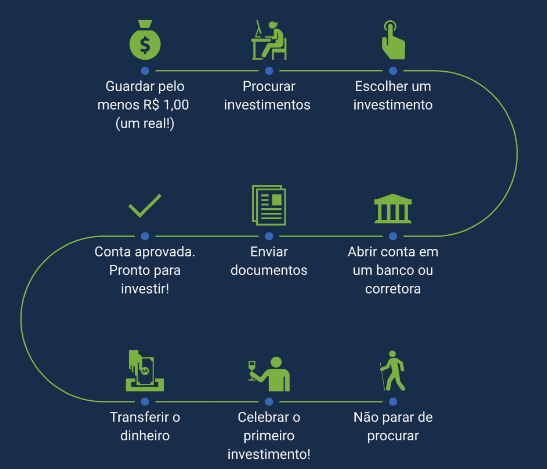 Guardar pelo
menos R$ 1,00
(um real!)
Procurar
investimentos
Escolher um
investimento
Abrir conta em
um banco ou
corretora
Enviar
documentos
Conta aprovada.
Pronto para
investir!
Transferir o
dinheiro
Celebrar o
primeiro
investimento!
Não parar de
procurar